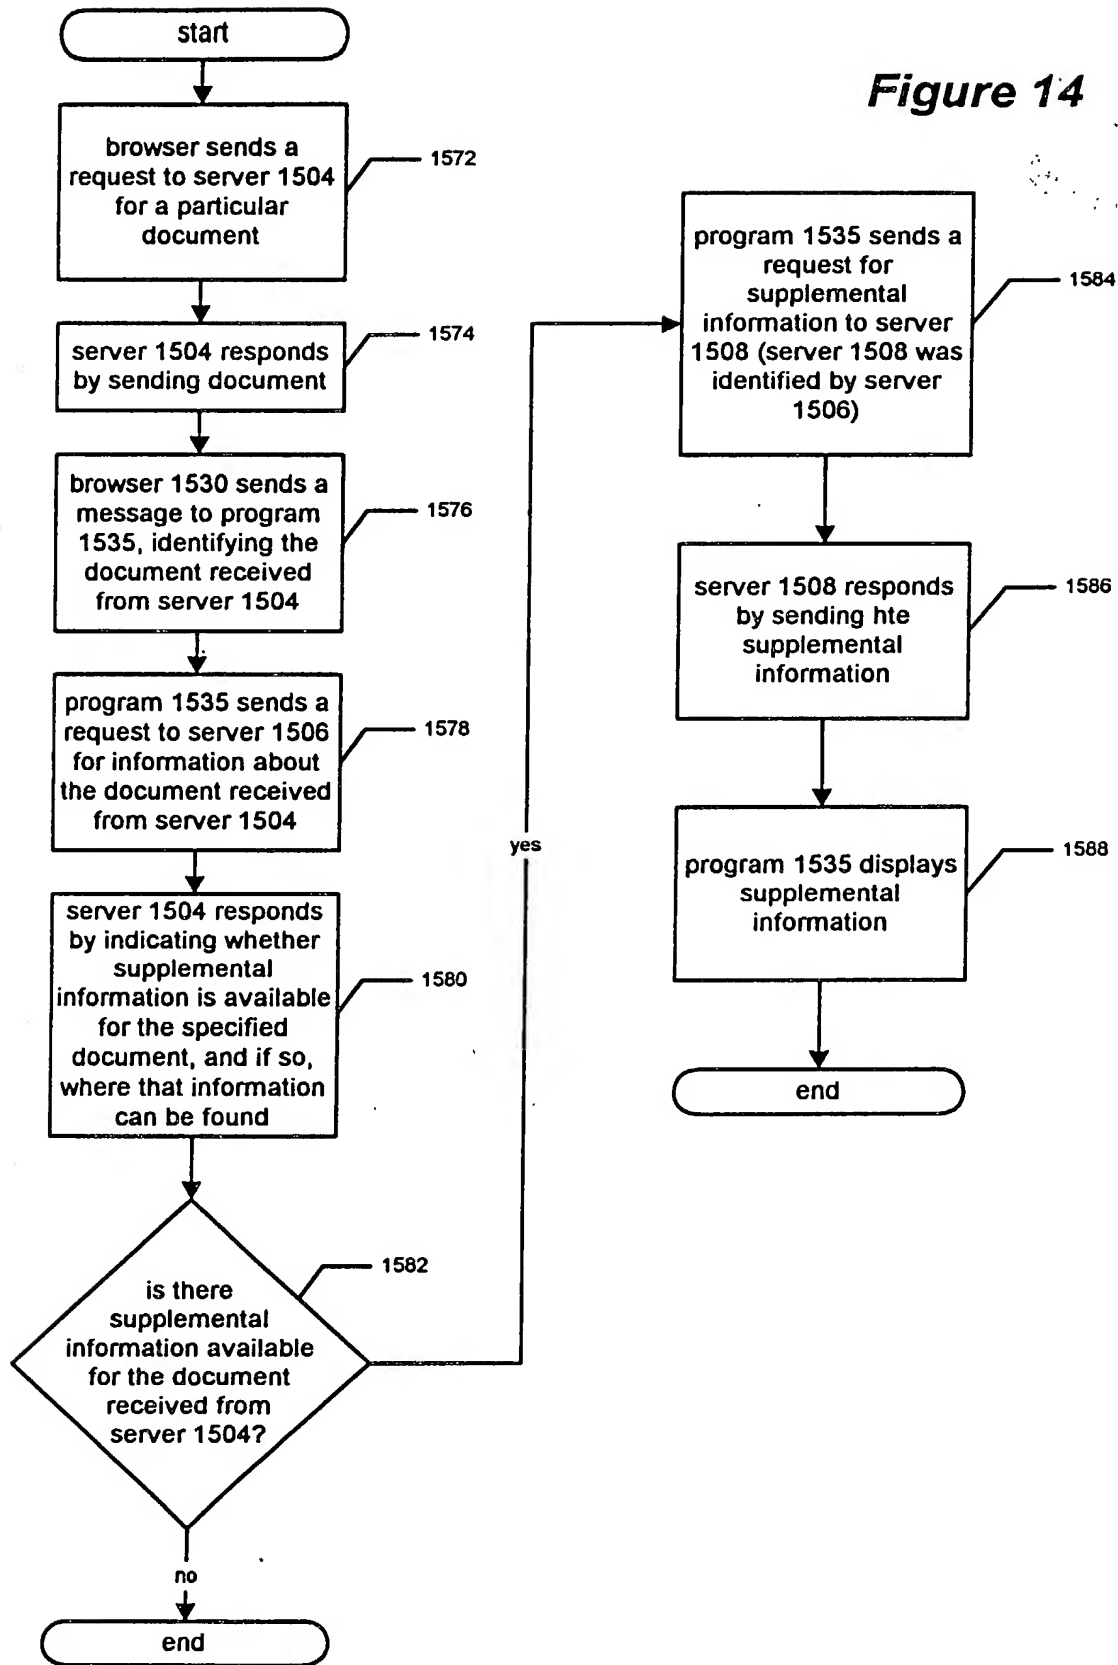 Figure 14
start
browser sends a
request to server 1504
for a particular
document
1572
server 1504 responds
by sending document
1574
browser 1530 sends a
message to program
1535, identifying the
document received
from server 1504
1576
program 1535 sends a
request to server 1506
for information about
the document received
from server 1504
1578
server 1504 responds
by indicating whether
supplemental
information is available
for the specified
document, and if so,
where that information
can be found
1580
is there
supplemental
information available
for the document
received from
server 1504?
1582
no
end
yes
program 1535 sends a
request for
supplemental
information to server
1508 (server 1508 was
identified by server
1506)
1584
server 1508 responds
by sending hte
supplemental
information
1586
program 1535 displays
supplemental
information
1588
end